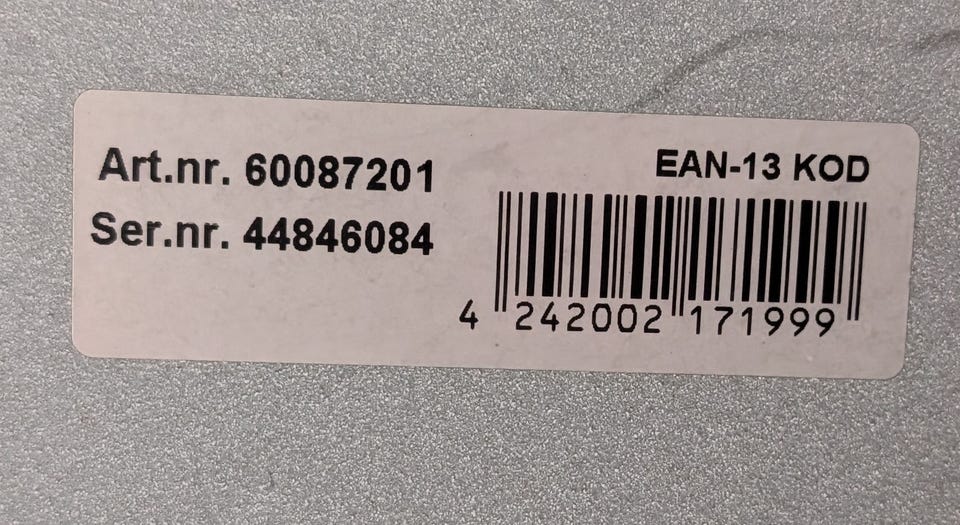 Art.nr. 60087201
Ser.nr. 44846084
EAN-13 KOD
4 242002 171999